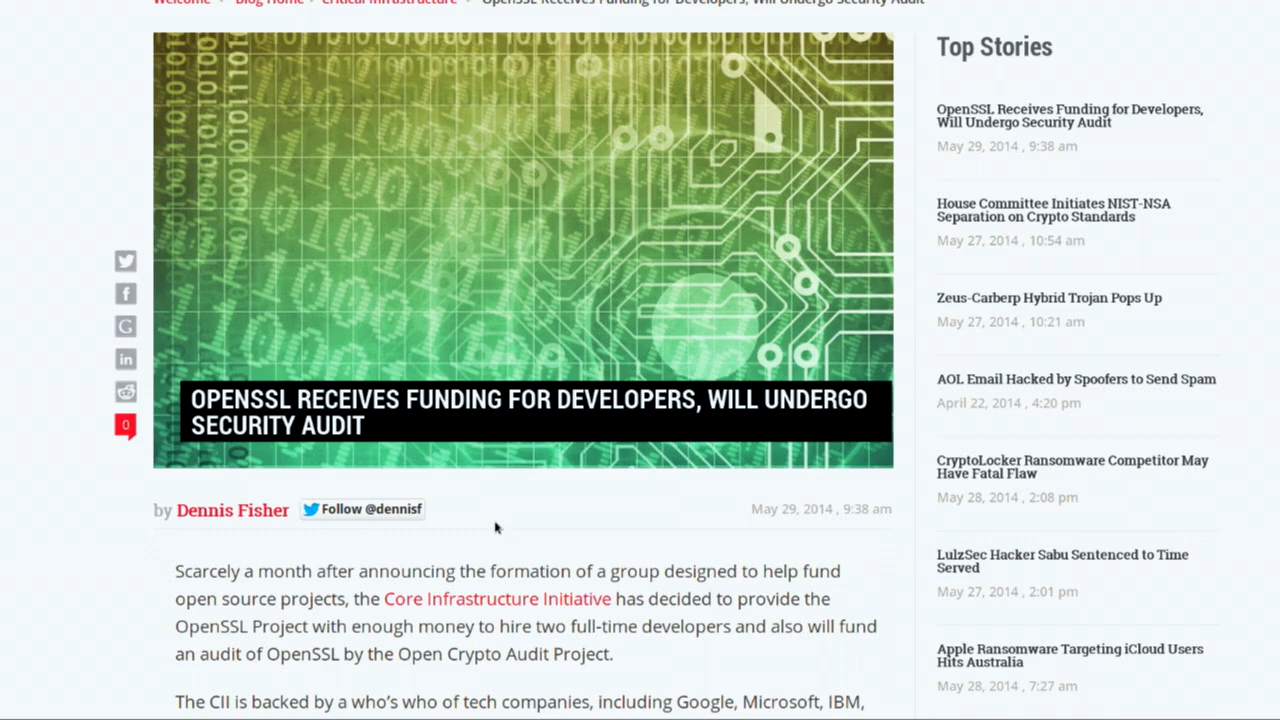 Welcome Blog Home Critical Infrastructure OpenSSL Receives Funding for Developers, Will Undergo Security Audit
OPENSSL RECEIVES FUNDING FOR DEVELOPERS, WILL UNDERGO
SECURITY AUDIT
0
by Dennis Fisher Follow @dennisf May 29, 2014 , 9:38 am
Scarcely a month after announcing the formation of a group designed to help fund
open source projects, the Core Infrastructure Initiative has decided to provide the
OpenSSL Project with enough money to hire two full-time developers and also will fund
an audit of OpenSSL by the Open Crypto Audit Project.
The CII is backed by a who's who of tech companies, including Google, Microsoft, IBM,
Top Stories
OpenSSL Receives Funding for Developers,
Will Undergo Security Audit
May 29, 2014 , 9:38 am
House Committee Initiates NIST-NSA
Separation on Crypto Standards
May 27, 2014 , 10:54 am
Zeus-Carberp Hybrid Trojan Pops Up
May 27, 2014 , 10:21 am
AOL Email Hacked by Spoofers to Send Spam
April 22, 2014 , 4:20 pm
CryptoLocker Ransomware Competitor May
Have Fatal Flaw
May 28, 2014 , 2:08 pm
LulzSec Hacker Sabu Sentenced to Time
Served
May 27, 2014 , 2:01 pm
Apple Ransomware Targeting iCloud Users
Hits Australia
May 28, 2014 , 7:27 am